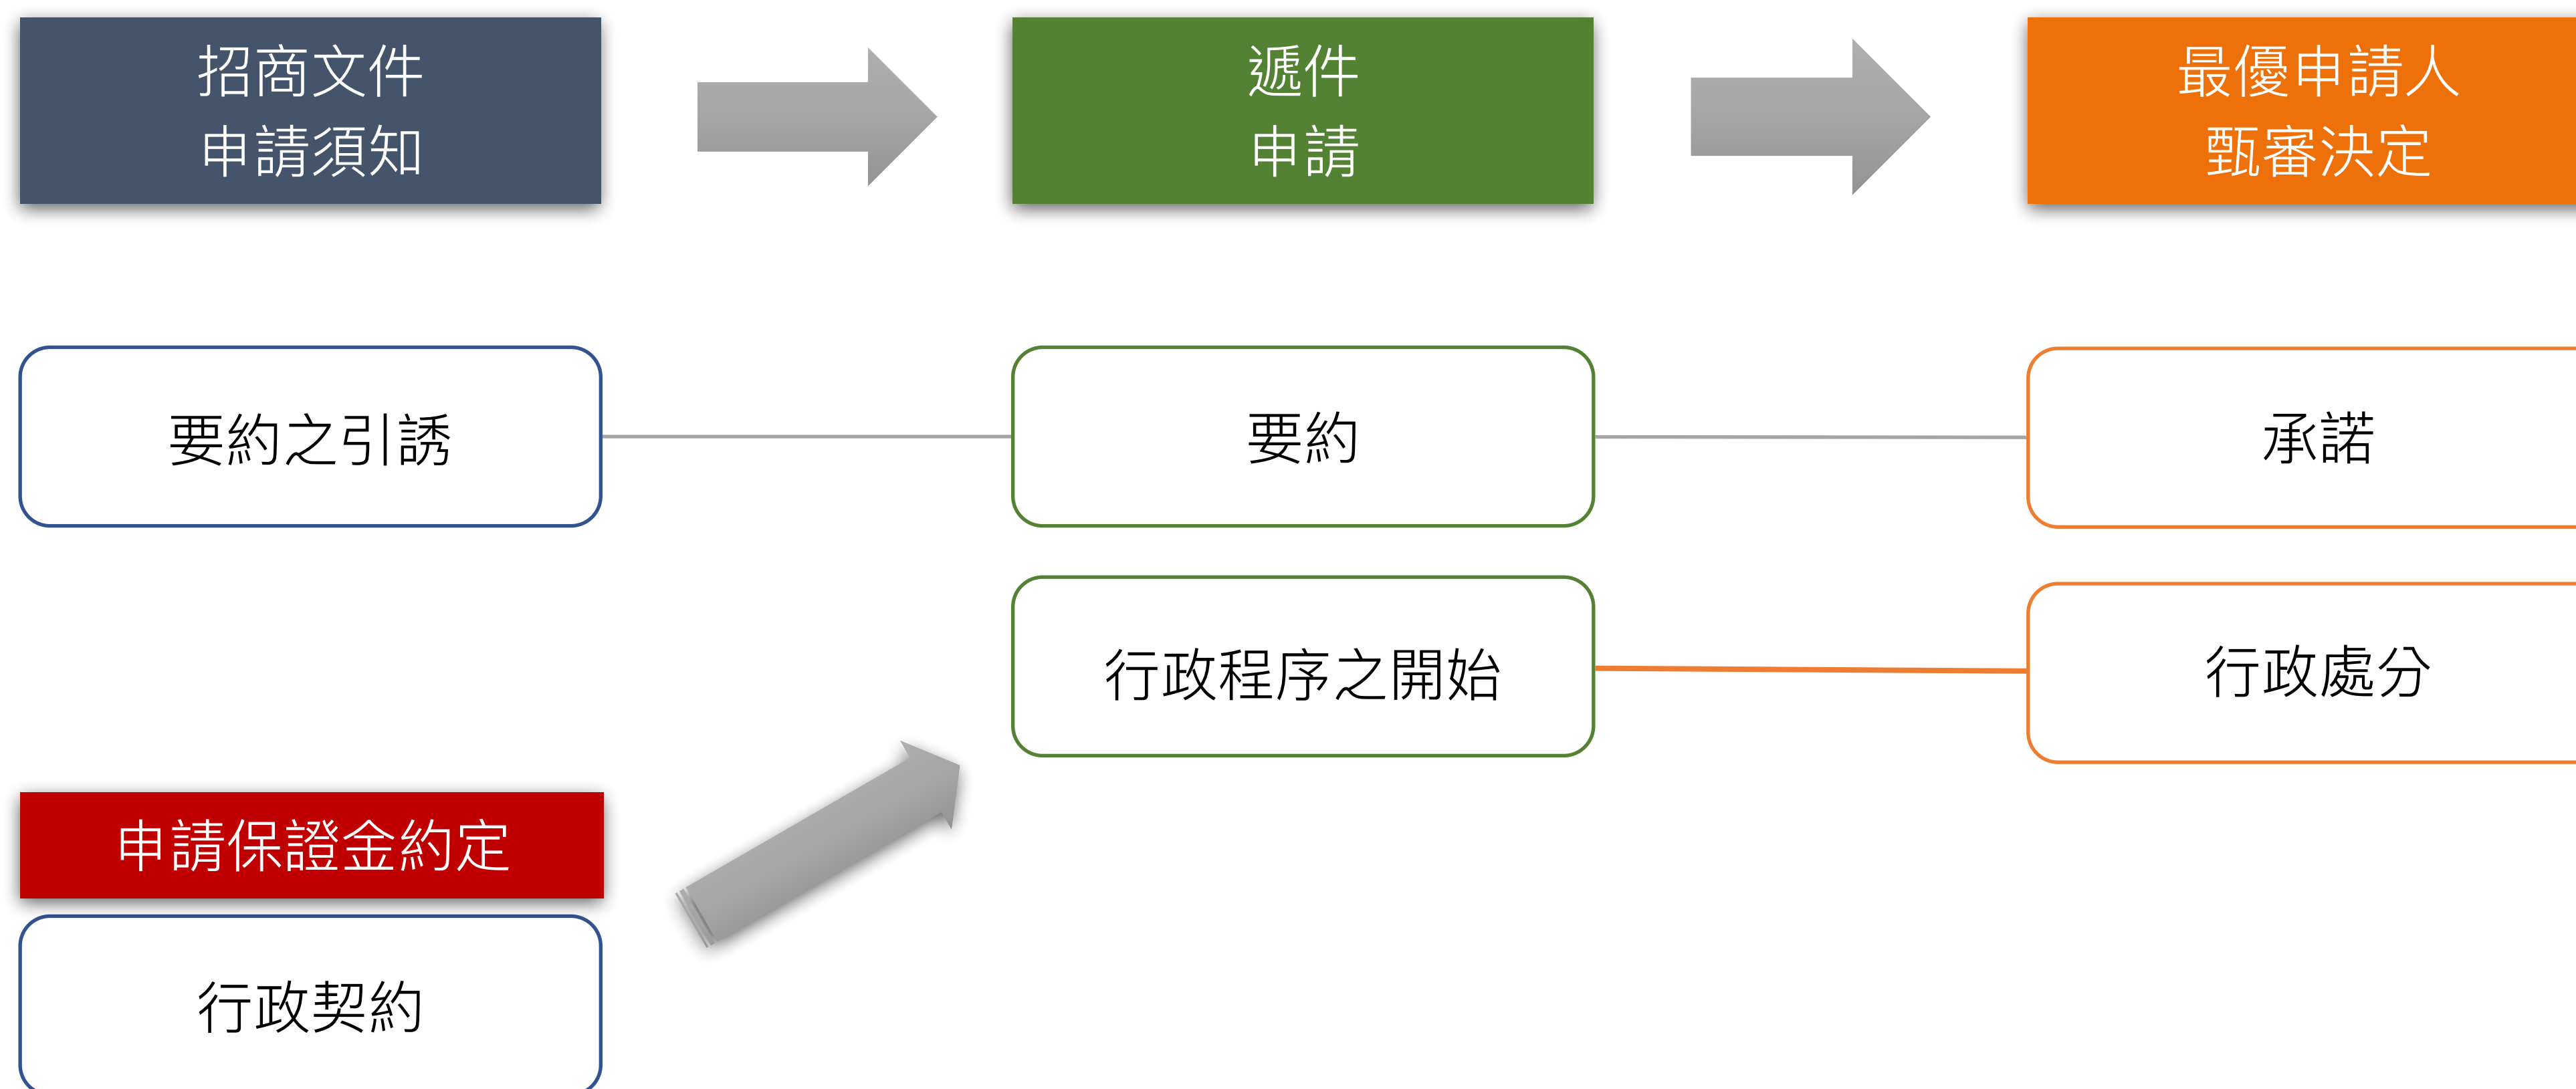 招商文件
申請須知
遞件
申請
最優申請人
甄審決定
要約之引誘
要約
承諾
行政程序之開始
行政處分
申請保證金約定
行政契約